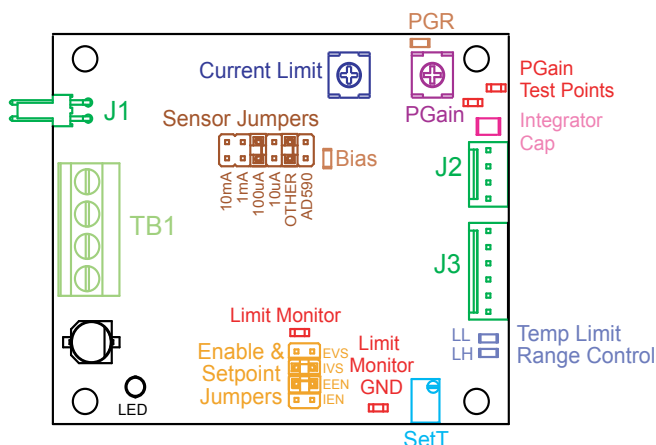 PGR
Current Limit
PGain
Test Points
J1
PGain
Integrator
Cap
Sensor Jumpers
Bias
J2
10mA
1mA
100uA
10uA
OTHER
AD590
TB1
J3
Limit Monitor
LL
LH
Temp Limit
Range Control
Enable &
Setpoint
Jumpers
EVS
IVS
EEN
IEN
Limit
Monitor
GND
LED
SetT